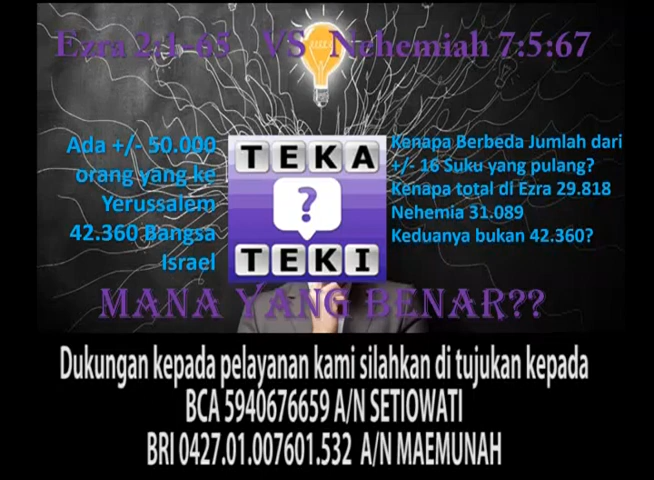 Ezra 2:1-65 VS Nehemiah 7:5:67
Ada +/- 50.000
orang yang ke
Yerussalem
42.360 Bangsa
Israel
TEKA
?
TEKI
Kenapa Berbeda Jumlah dari
+/- 16 Suku yang pulang?
Kenapa total di Ezra 29.818
Nehemia 31.089
Keduanya bukan 42.360?
MANA YANG BENAR??
Dukungan kepada pelayanan kami silahkan di tujukan kepada
BCA 5940676659 A/N SETIOWATI
BRI 0427.01.007601.532 A/N MAEMUNAH